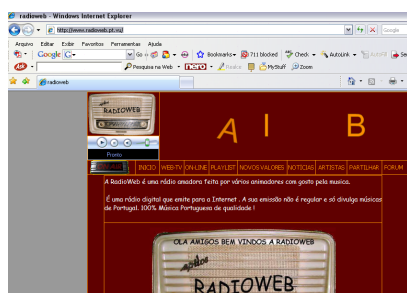 radioweb - Windows Internet Explorer
http://www.radioweb.pt.vu/
Google
Arquivo Editar Exibir Favoritos Ferramentas Ajuda
Google G Go Bookmarks 711 blocked Check AutoLink AutoFill
Ask Pesquisa na Web nero Realce MyStuff Zoom
radioweb
RADIOWEB
A I B
Pronto
INICIO WEB-TV ON-LINE PLAYLIST NOVOS VALORES NOTICIAS ARTISTAS PARTILHAR FORUM
A RadioWeb é uma rádio amadora feita por vários animadores com gosto pela musica.
É uma rádio digital que emite para a Internet . A sua emissão não é regular e só divulga músicas
de Portugal. 100% Música Portuguesa de qualidade !
OLA AMIGOS BEM VINDOS A RADIOWEB
RADIOWEB